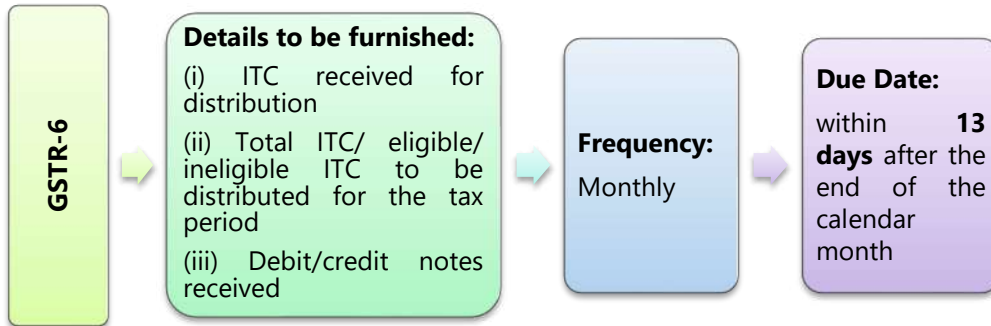 GSTR-6
Details to be furnished:
(i) ITC received for
distribution
(ii) Total ITC/ eligible/
ineligible ITC to be
distributed for the tax
period
(iii) Debit/credit notes
received
Frequency:
Monthly
Due Date:
within 13
days after the
end of the
calendar
month